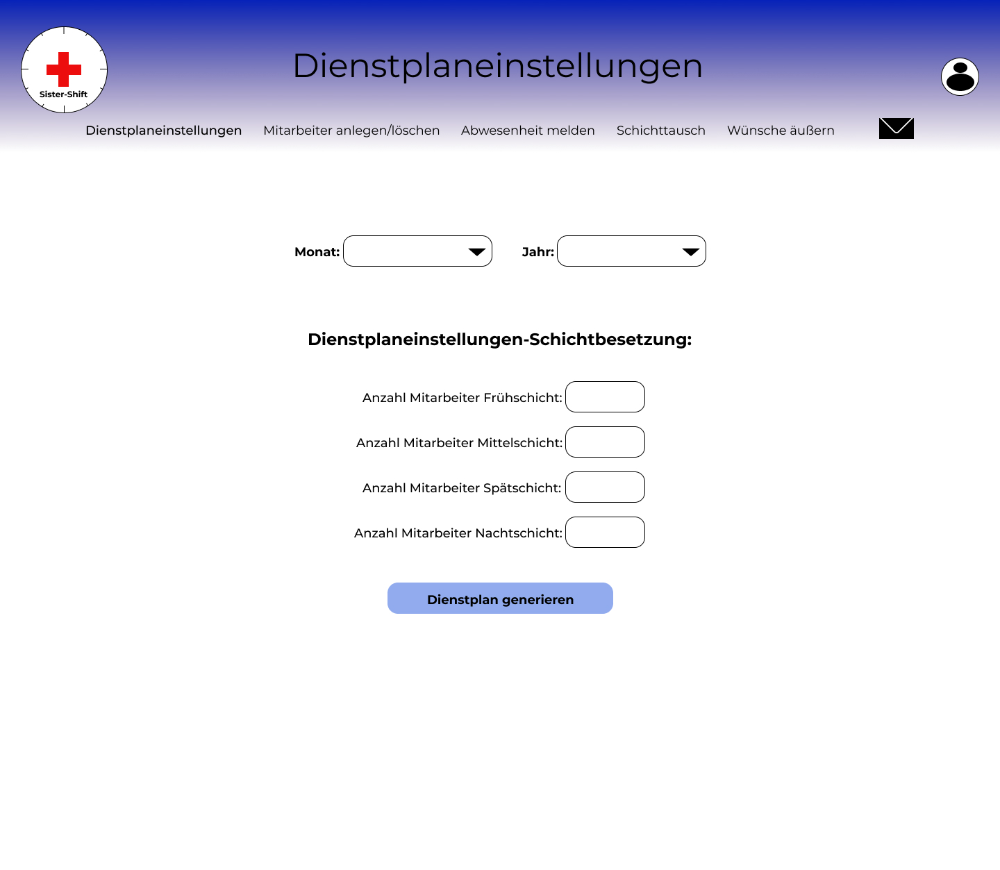 Dienstplaneinstellungen
Sister-Shift
Dienstplaneinstellungen Mitarbeiter anlegen/löschen Abwesenheit melden Schichttausch Wünsche äußern
Monat: Jahr:
Dienstplaneinstellungen-Schichtbesetzung:
Anzahl Mitarbeiter Frühschicht:
Anzahl Mitarbeiter Mittelschicht:
Anzahl Mitarbeiter Spätschicht:
Anzahl Mitarbeiter Nachtschicht:
Dienstplan generieren